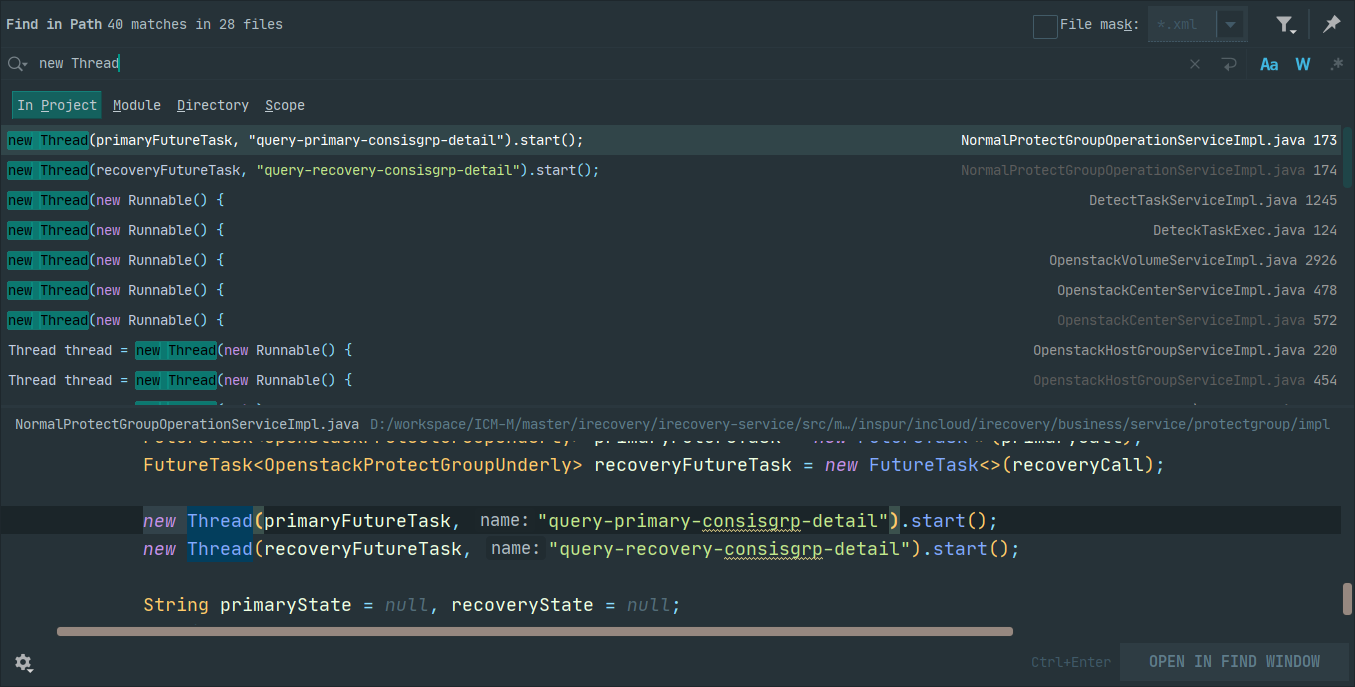 Find in Path 40 matches in 28 files File mask: *.xml
new Thread Aa W .*
In Project Module Directory Scope
new Thread(primaryFutureTask, "query-primary-consisgrp-detail").start(); NormalProtectGroupOperationServiceImpl.java 173
new Thread(recoveryFutureTask, "query-recovery-consisgrp-detail").start(); NormalProtectGroupOperationServiceImpl.java 174
new Thread(new Runnable() { DetectTaskServiceImpl.java 1245
new Thread(new Runnable() { DeteckTaskExec.java 124
new Thread(new Runnable() { OpenstackVolumeServiceImpl.java 2926
new Thread(new Runnable() { OpenstackCenterServiceImpl.java 478
new Thread(new Runnable() { OpenstackCenterServiceImpl.java 572
Thread thread = new Thread(new Runnable() { OpenstackHostGroupServiceImpl.java 220
Thread thread = new Thread(new Runnable() { OpenstackHostGroupServiceImpl.java 454
NormalProtectGroupOperationServiceImpl.java D:/workspace/ICM-M/master/irecovery/irecovery-service/src/m…/inspur/incloud/irecovery/business/service/protectgroup/impl
FutureTask<OpenstackProtectGroupUnderly> recoveryFutureTask = new FutureTask<>(recoveryCall);
new Thread(primaryFutureTask, name: "query-primary-consisgrp-detail").start();
new Thread(recoveryFutureTask, name: "query-recovery-consisgrp-detail").start();
String primaryState = null, recoveryState = null;
Ctrl+Enter OPEN IN FIND WINDOW